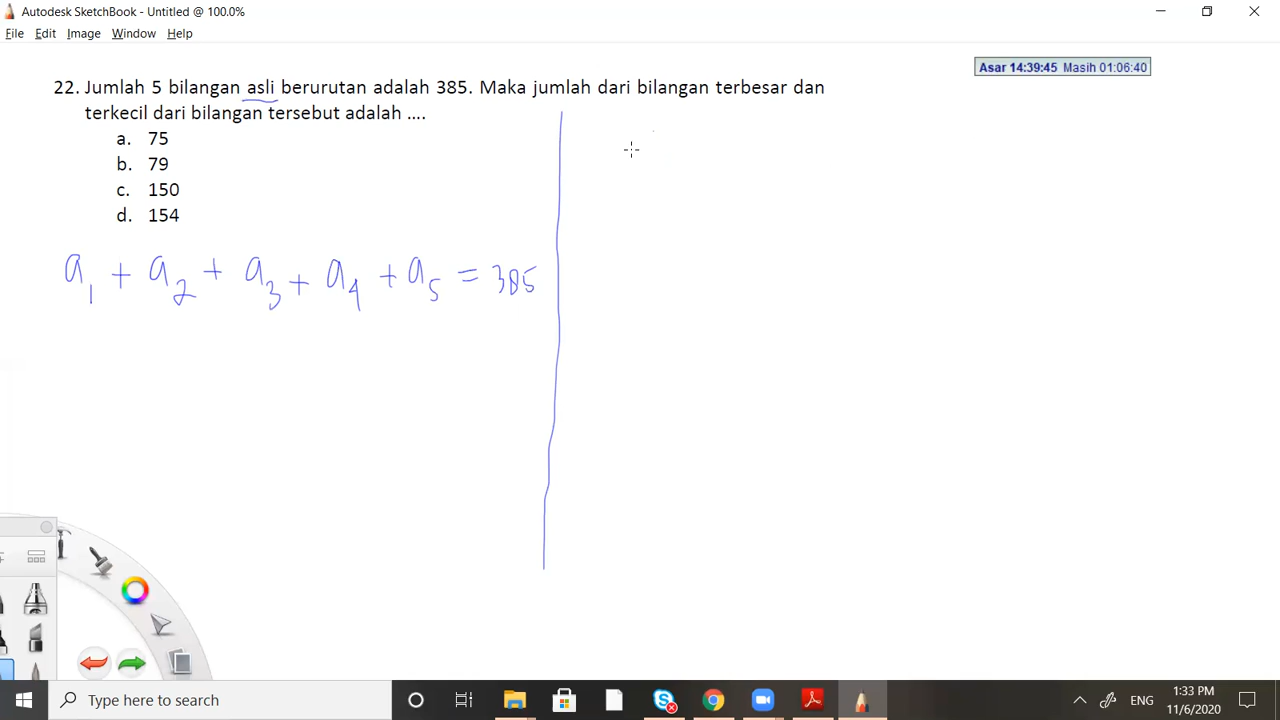 Autodesk SketchBook - Untitled @ 100.0%
File Edit Image Window Help
Asar 14:39:45 Masih 01:06:40
22. Jumlah 5 bilangan asli berurutan adalah 385. Maka jumlah dari bilangan terbesar dan
terkecil dari bilangan tersebut adalah ....
a. 75
b. 79
c. 150
d. 154
a₁ + a₂ + a₃ + a₄ + a₅ = 385
Type here to search
ENG
1:33 PM
11/6/2020